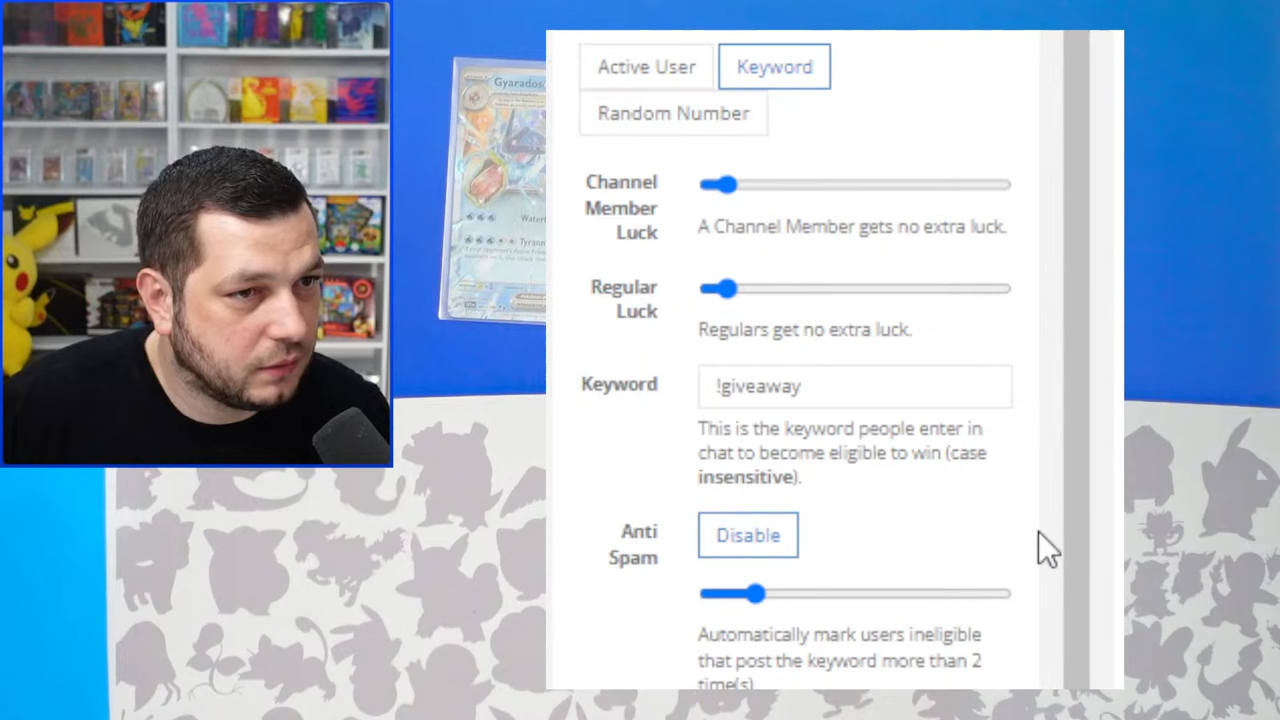 Active User
Keyword
Random Number
Channel
Member
Luck
A Channel Member gets no extra luck.
Regular
Luck
Regulars get no extra luck.
Keyword
!giveaway
This is the keyword people enter in
chat to become eligible to win (case
insensitive).
Anti
Spam
Disable
Automatically mark users ineligible
that post the keyword more than 2
time(s)
Gyarados